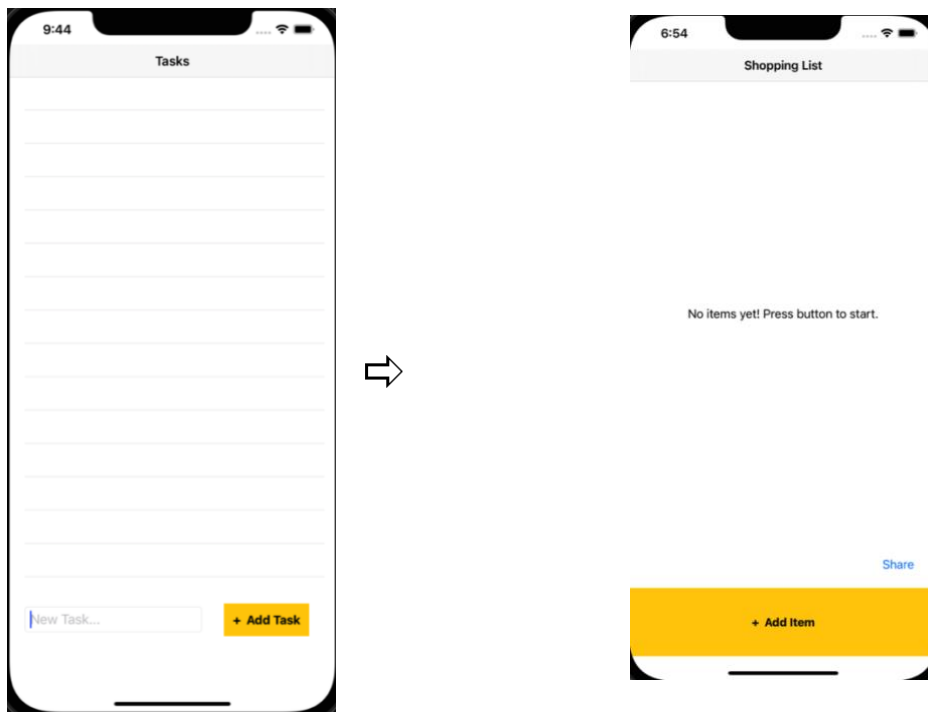 9:44
Tasks
New Task...
+ Add Task
6:54
Shopping List
No items yet! Press button to start.
Share
+ Add Item